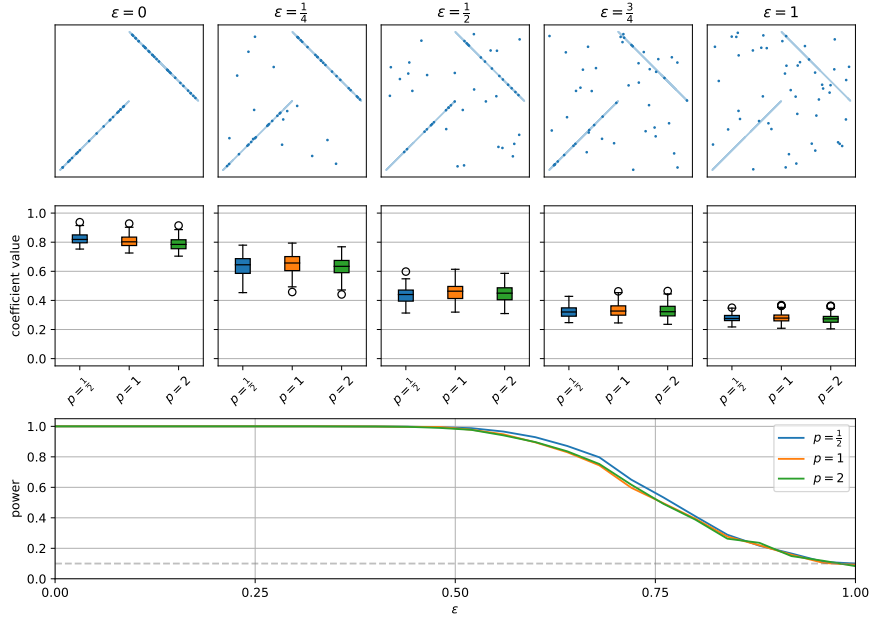 ε = 0 ε = 1/4 ε = 1/2 ε = 3/4 ε = 1
1.0
0.8
0.6
0.4
0.2
0.0
coefficient value
p = 1/2 p = 1 p = 2 p = 1/2 p = 1 p = 2 p = 1/2 p = 1 p = 2 p = 1/2 p = 1 p = 2 p = 1/2 p = 1 p = 2
1.0
0.8
0.6
0.4
0.2
0.0
power
p = 1/2
p = 1
p = 2
0.00 0.25 0.50 0.75 1.00
ε